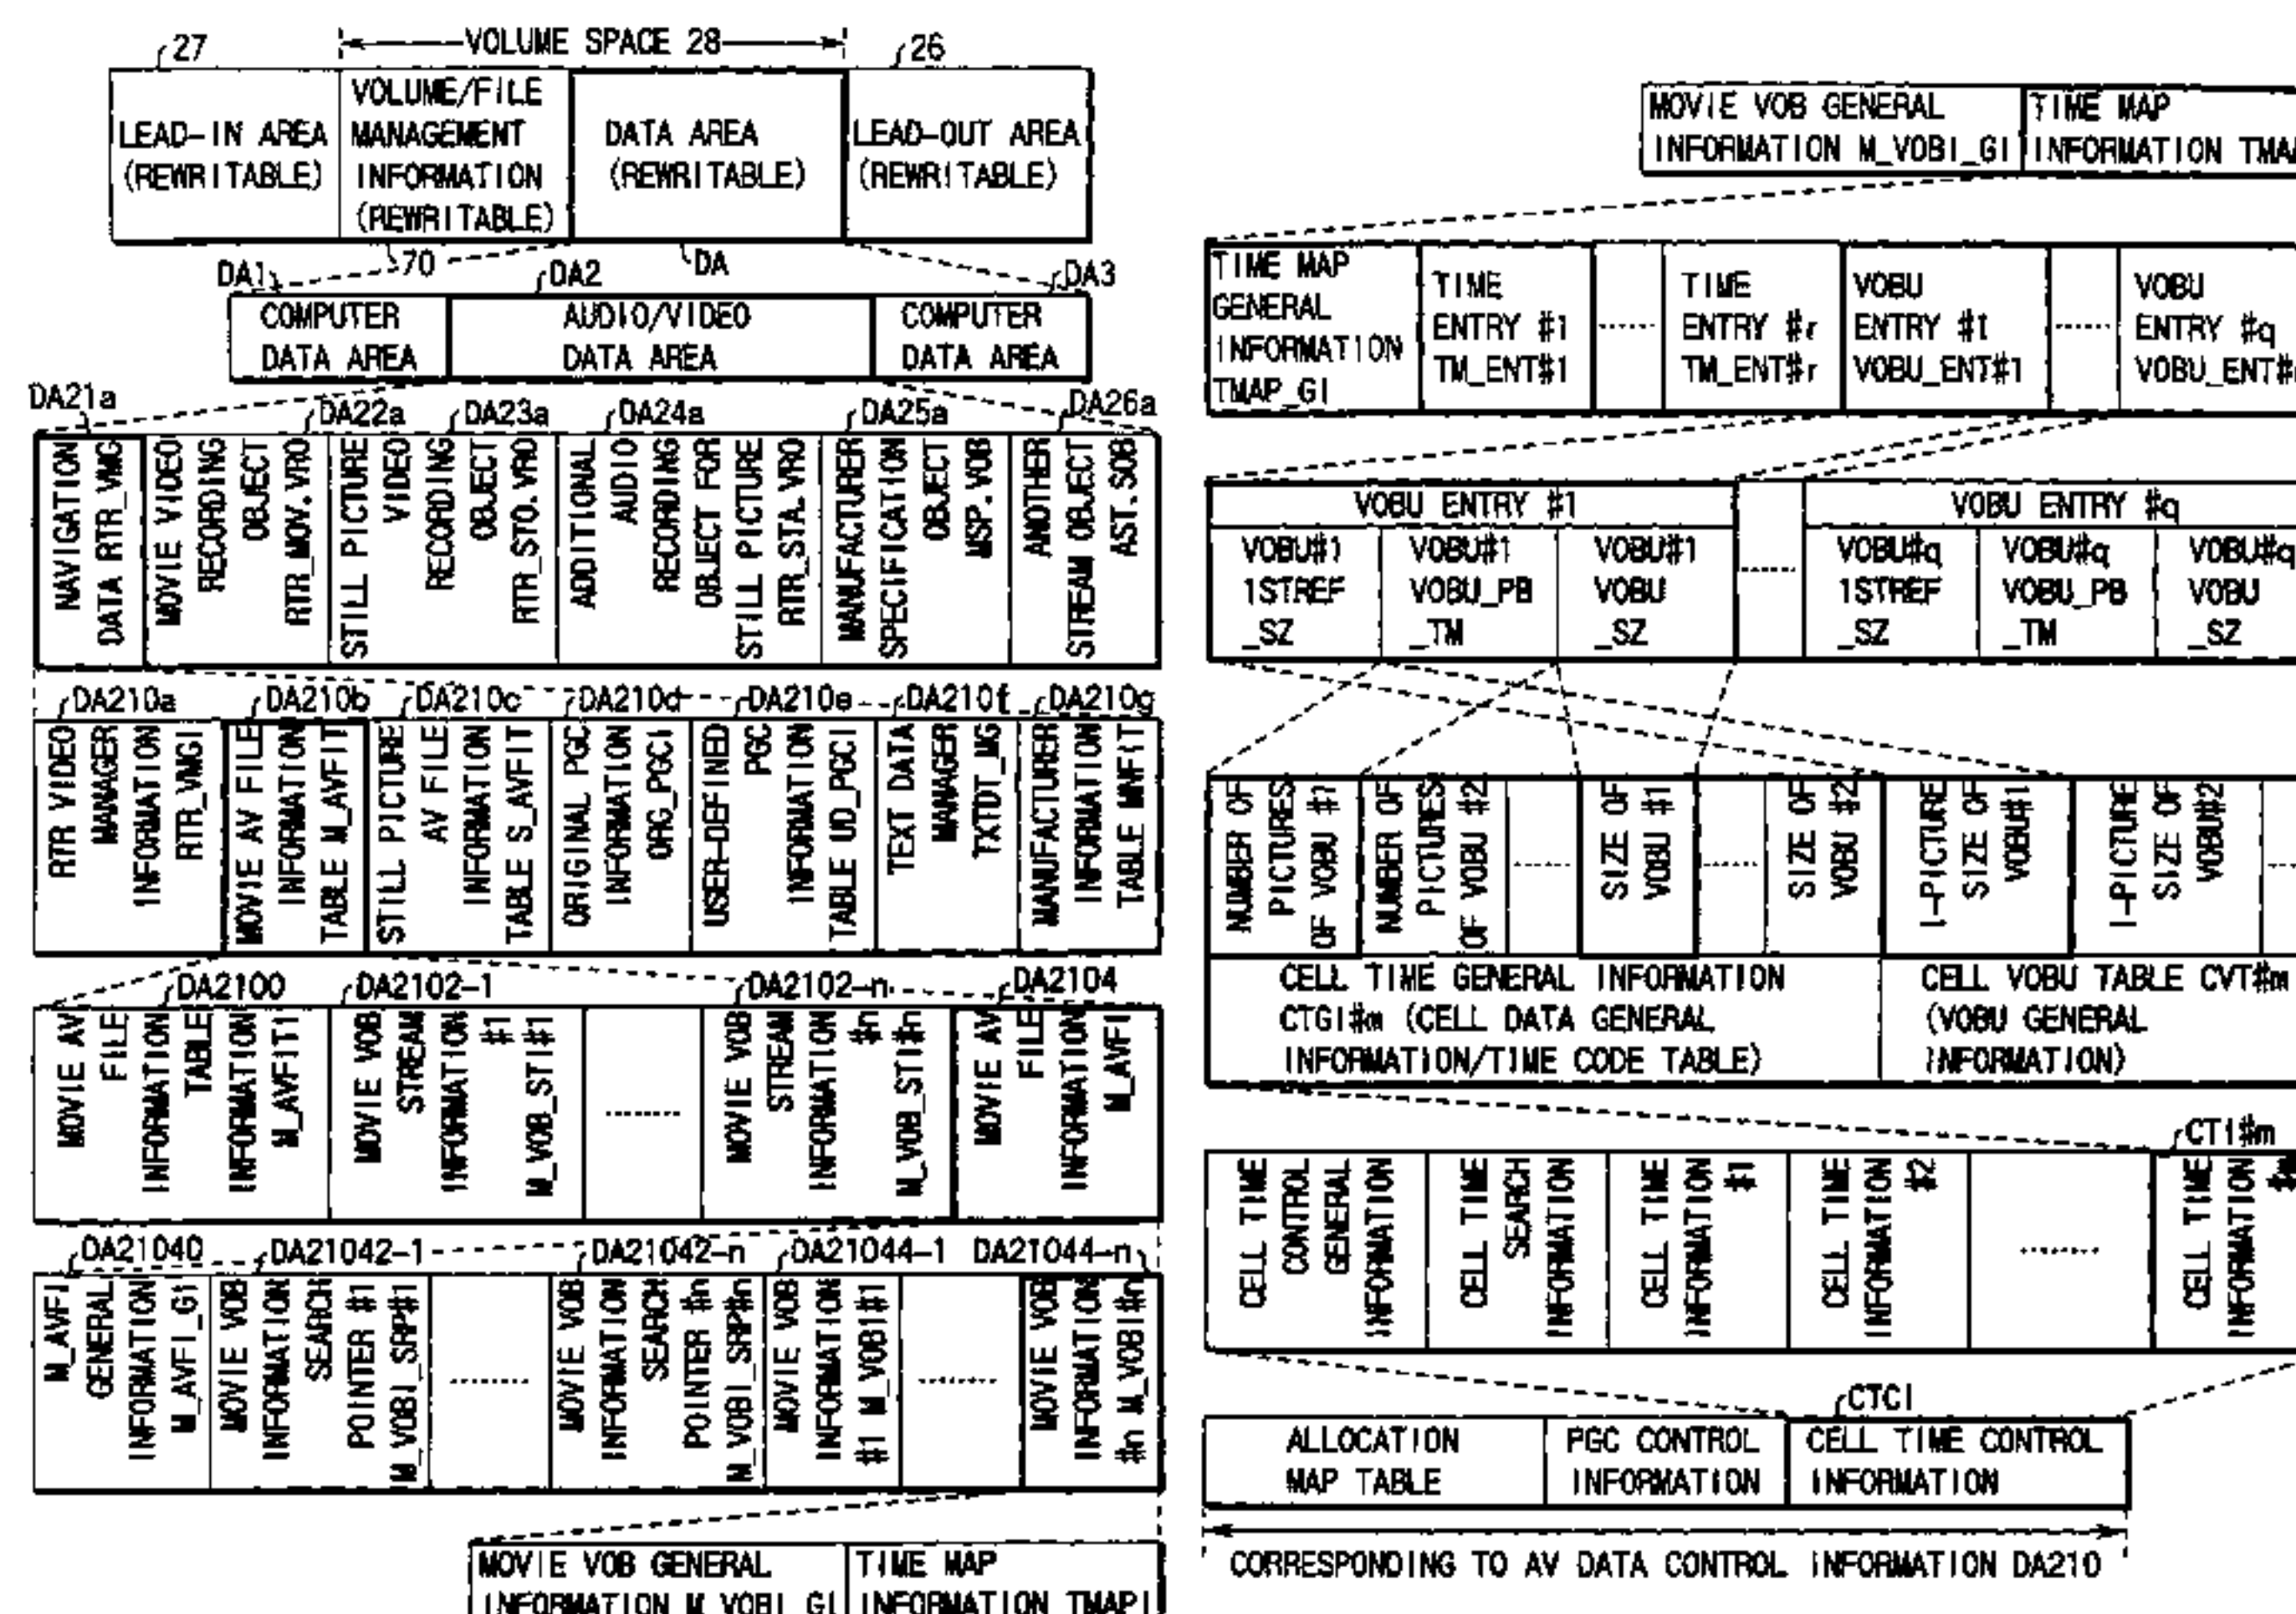 27
VOLUME SPACE 28
26
LEAD-IN AREA
(REWRITABLE)
VOLUME/FILE
MANAGEMENT
INFORMATION
(REWRITABLE)
DATA AREA
(REWRITABLE)
LEAD-OUT AREA
(REWRITABLE)
70
DA
DA1
DA2
DA3
COMPUTER
DATA AREA
AUDIO/VIDEO
DATA AREA
COMPUTER
DATA AREA
DA21a
DA22a
DA23a
DA24a
DA25a
DA26a
NAVIGATION
DATA RTR_VMG
MOVIE VIDEO
RECORDING
OBJECT
RTR_MOV.VRO
STILL PICTURE
VIDEO
RECORDING
OBJECT
RTR_STO.VRO
ADDITIONAL
AUDIO
RECORDING
OBJECT FOR
STILL PICTURE
RTR_STA.VRO
MANUFACTURER
SPECIFICATION
OBJECT
MSP.VOB
ANOTHER
STREAM OBJECT
AST.SOB
DA210a
DA210b
DA210c
DA210d
DA210e
DA210f
DA210g
RTR VIDEO
MANAGER
INFORMATION
RTR_VMGI
MOVIE AV FILE
INFORMATION
TABLE M_AVFIT
STILL PICTURE
AV FILE
INFORMATION
TABLE S_AVFIT
ORIGINAL PGC
INFORMATION
ORG_PGCI
USER-DEFINED
PGC
INFORMATION
TABLE UD_PGCI
TEXT DATA
MANAGER
TXTDT_MG
MANUFACTURER
INFORMATION
TABLE MNFIT
DA2100
DA2102-1
DA2102-n
DA2104
MOVIE AV
FILE
INFORMATION
TABLE
INFORMATION
M_AVFITI
MOVIE VOB
STREAM
INFORMATION
#1
M_VOB_STI#1
MOVIE VOB
STREAM
INFORMATION
#n
M_VOB_STI#n
MOVIE AV
FILE
INFORMATION
M_AVFI
DA21040
DA21042-1
DA21042-n
DA21044-1
DA21044-n
M_AVFI
GENERAL
INFORMATION
M_AVFI_GI
MOVIE VOB
INFORMATION
SEARCH
POINTER #1
M_VOBI_SRP#1
MOVIE VOB
INFORMATION
SEARCH
POINTER #n
M_VOBI_SRP#n
MOVIE VOB
INFORMATION
#1 M_VOBI#1
MOVIE VOB
INFORMATION
#n M_VOBI#n
MOVIE VOB GENERAL
INFORMATION M_VOBI_GI
TIME MAP
INFORMATION TMAPI
MOVIE VOB GENERAL
INFORMATION M_VOBI_GI
TIME MAP
INFORMATION TMA
TIME MAP
GENERAL
INFORMATION
TMAP_GI
TIME
ENTRY #1
TM_ENT#1
TIME
ENTRY #r
TM_ENT#r
VOBU
ENTRY #1
VOBU_ENT#1
VOBU
ENTRY #q
VOBU_ENT#
VOBU ENTRY #1
VOBU ENTRY #q
VOBU#1
1STREF
_SZ
VOBU#1
VOBU_PB
_TM
VOBU#1
VOBU
_SZ
VOBU#q
1STREF
_SZ
VOBU#q
VOBU_PB
_TM
VOBU#q
VOBU
_SZ
NUMBER OF
PICTURES
OF VOBU #1
NUMBER OF
PICTURES
OF VOBU #2
SIZE OF
VOBU #1
SIZE OF
VOBU #2
I-PICTURE
SIZE OF
VOBU#1
I-PICTURE
SIZE OF
VOBU#2
CELL TIME GENERAL INFORMATION
CTGI#m (CELL DATA GENERAL
INFORMATION/TIME CODE TABLE)
CELL VOBU TABLE CVT#m
(VOBU GENERAL
INFORMATION)
CTI#m
CELL TIME
CONTROL
GENERAL
INFORMATION
CELL TIME
SEARCH
INFORMATION
CELL TIME
INFORMATION
#1
CELL TIME
INFORMATION
#2
CELL TIME
INFORMATION
CTCI
ALLOCATION
MAP TABLE
PGC CONTROL
INFORMATION
CELL TIME CONTROL
INFORMATION
CORRESPONDING TO AV DATA CONTROL INFORMATION DA210